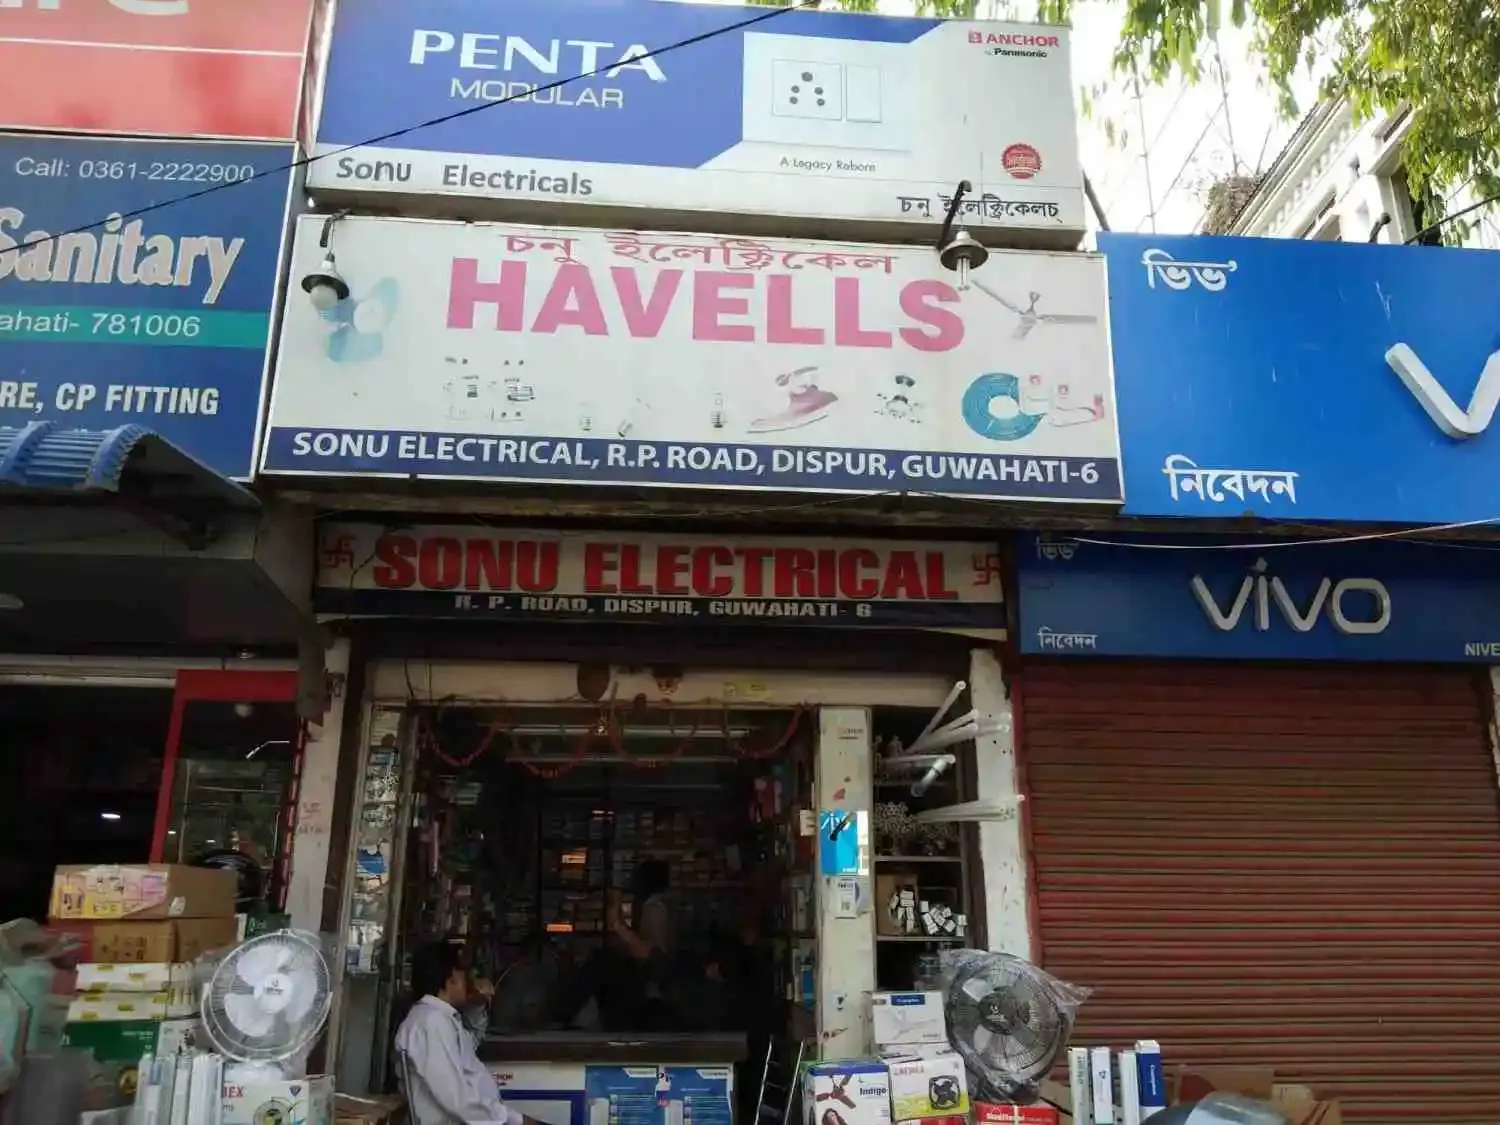 Call: 0361-2222900
Sanitary
ahati- 781006
RE, CP FITTING
PENTA
MODULAR
ANCHOR
by Panasonic
A Legacy Reborn
Sonu Electricals
চনু ইলেক্ট্ৰিকেলচ্
চনু ইলেক্ট্ৰিকেল
HAVELLS
SONU ELECTRICAL, R.P. ROAD, DISPUR, GUWAHATI-6
SONU ELECTRICAL
R. P. ROAD, DISPUR, GUWAHATI- 6
ভিভ'
নিবেদন
V
ভিভ'
vivo
নিবেদন
NIVE
vivo
Indigo